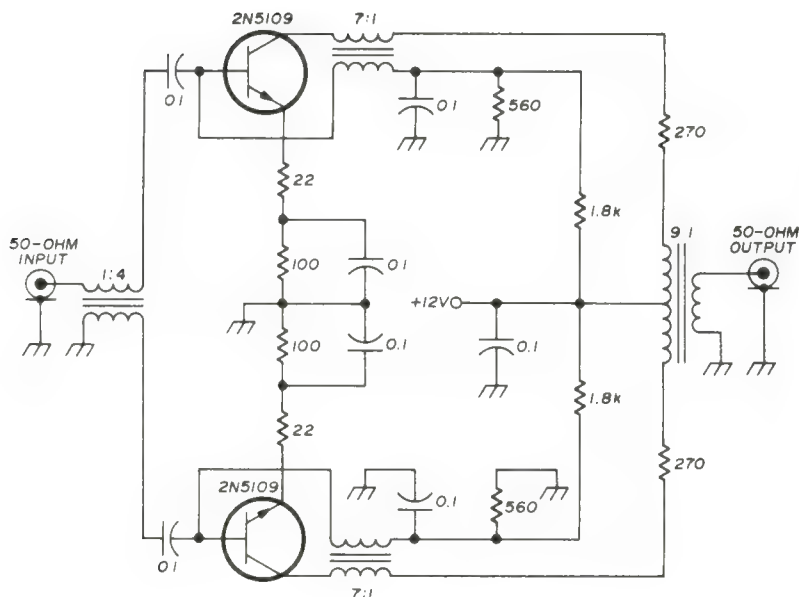 2N5109
7:1
01
01
560
270
22
1.8k
50-OHM
INPUT
1:4
100
01
9 1
50-OHM
OUTPUT
+12V
100
0.1
0.1
1.8k
22
2N5109
0.1
560
270
01
7:1